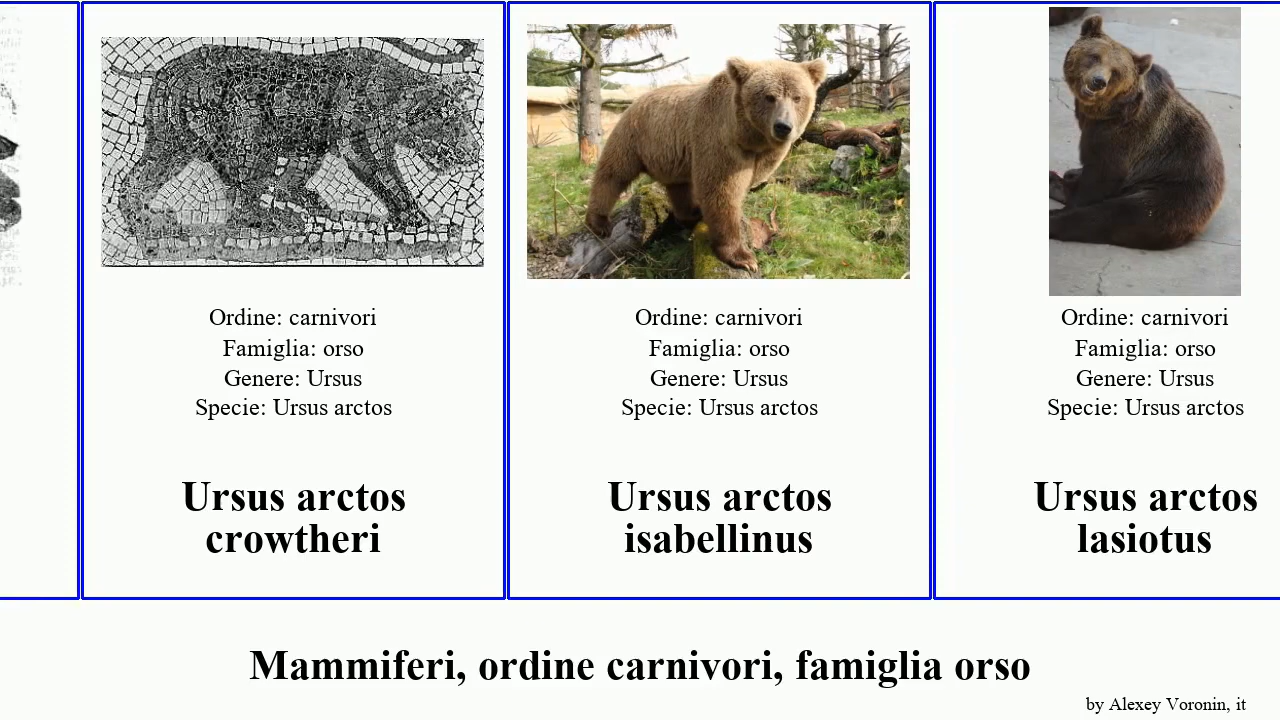 Ordine: carnivori
Famiglia: orso
Genere: Ursus
Specie: Ursus arctos
Ursus arctos
crowtheri
Ordine: carnivori
Famiglia: orso
Genere: Ursus
Specie: Ursus arctos
Ursus arctos
isabellinus
Ordine: carnivori
Famiglia: orso
Genere: Ursus
Specie: Ursus arctos
Ursus arctos
lasiotus
Mammiferi, ordine carnivori, famiglia orso
by Alexey Voronin, it